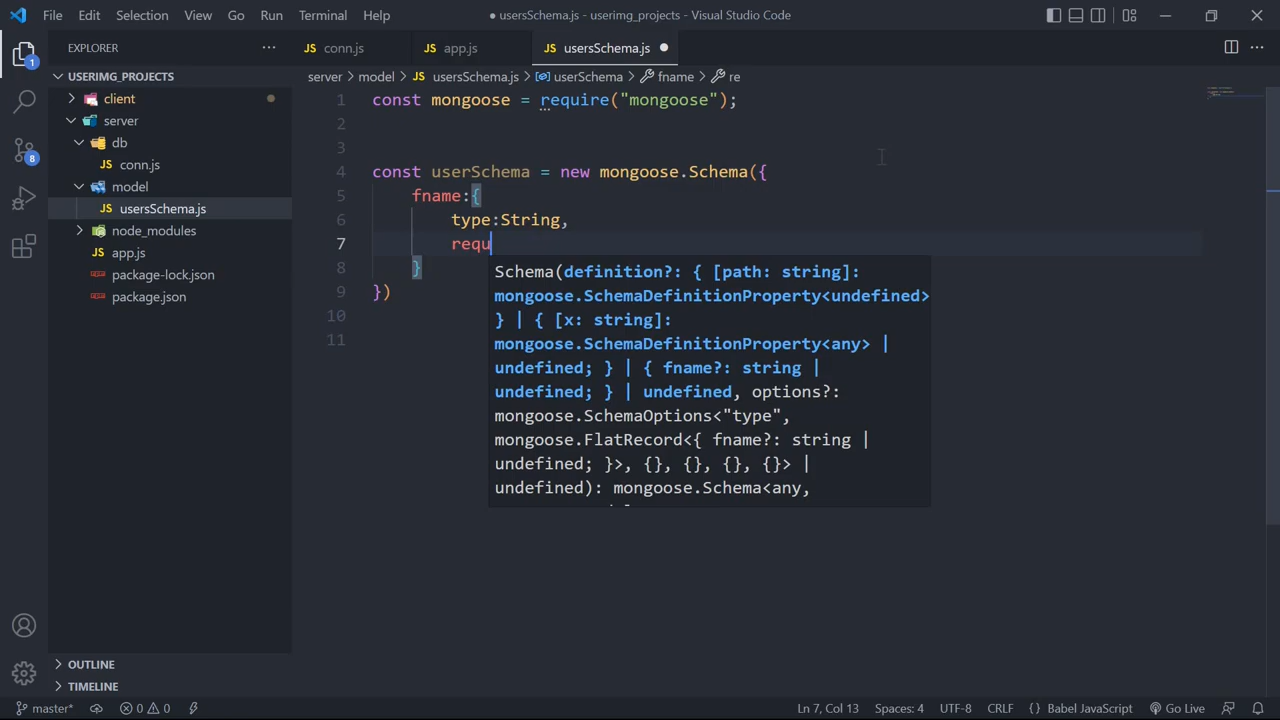 File Edit Selection View Go Run Terminal Help
● usersSchema.js - userimg_projects - Visual Studio Code
EXPLORER
conn.js
app.js
usersSchema.js
1
USERIMG_PROJECTS
server > model > JS usersSchema.js > userSchema > fname > re
client
server
db
JS conn.js
model
JS usersSchema.js
node_modules
JS app.js
package-lock.json
package.json
8
1 const mongoose = require("mongoose");
2
3
4 const userSchema = new mongoose.Schema({
5 fname:{
6 type:String,
7 requ
8 }
9 })
10
11
Schema(definition?: { [path: string]:
mongoose.SchemaDefinitionProperty<undefined>
} | { [x: string]:
mongoose.SchemaDefinitionProperty<any> |
undefined; } | { fname?: string |
undefined; } | undefined, options?:
mongoose.SchemaOptions<"type",
mongoose.FlatRecord<{ fname?: string |
undefined; }>, {}, {}, {}, {}> |
undefined): mongoose.Schema<any,
OUTLINE
TIMELINE
master* 0 0 Ln 7, Col 13 Spaces: 4 UTF-8 CRLF {} Babel JavaScript Go Live